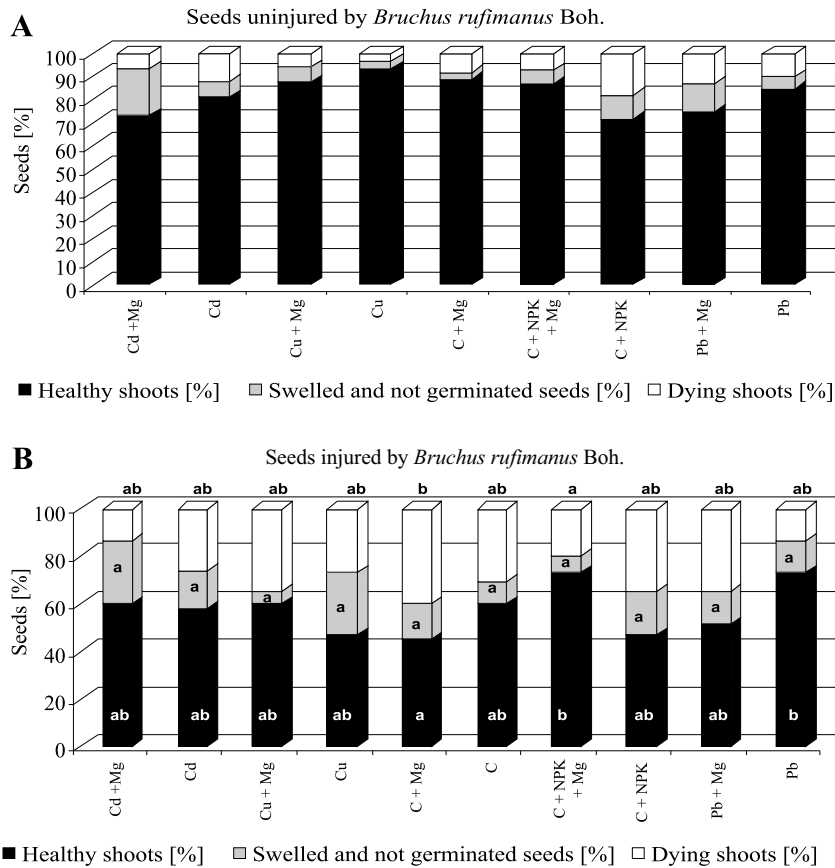 A
Seeds uninjured by Bruchus rufimanus Boh.
Seeds [%]
100
90
80
70
60
50
40
30
20
10
0
Cd +Mg
Cd
Cu + Mg
Cu
C + Mg
C + NPK
+ Mg
C + NPK
Pb + Mg
Pb
Healthy shoots [%] Swelled and not germinated seeds [%] Dying shoots [%]
B
Seeds injured by Bruchus rufimanus Boh.
ab ab ab ab b ab a ab ab ab
Seeds [%]
100
80
60
40
20
0
a a a a a a a a a a
ab ab ab ab a ab b ab ab b
Cd +Mg
Cd
Cu + Mg
Cu
C + Mg
C
C + NPK
+ Mg
C + NPK
Pb + Mg
Pb
Healthy shoots [%] Swelled and not germinated seeds [%] Dying shoots [%]